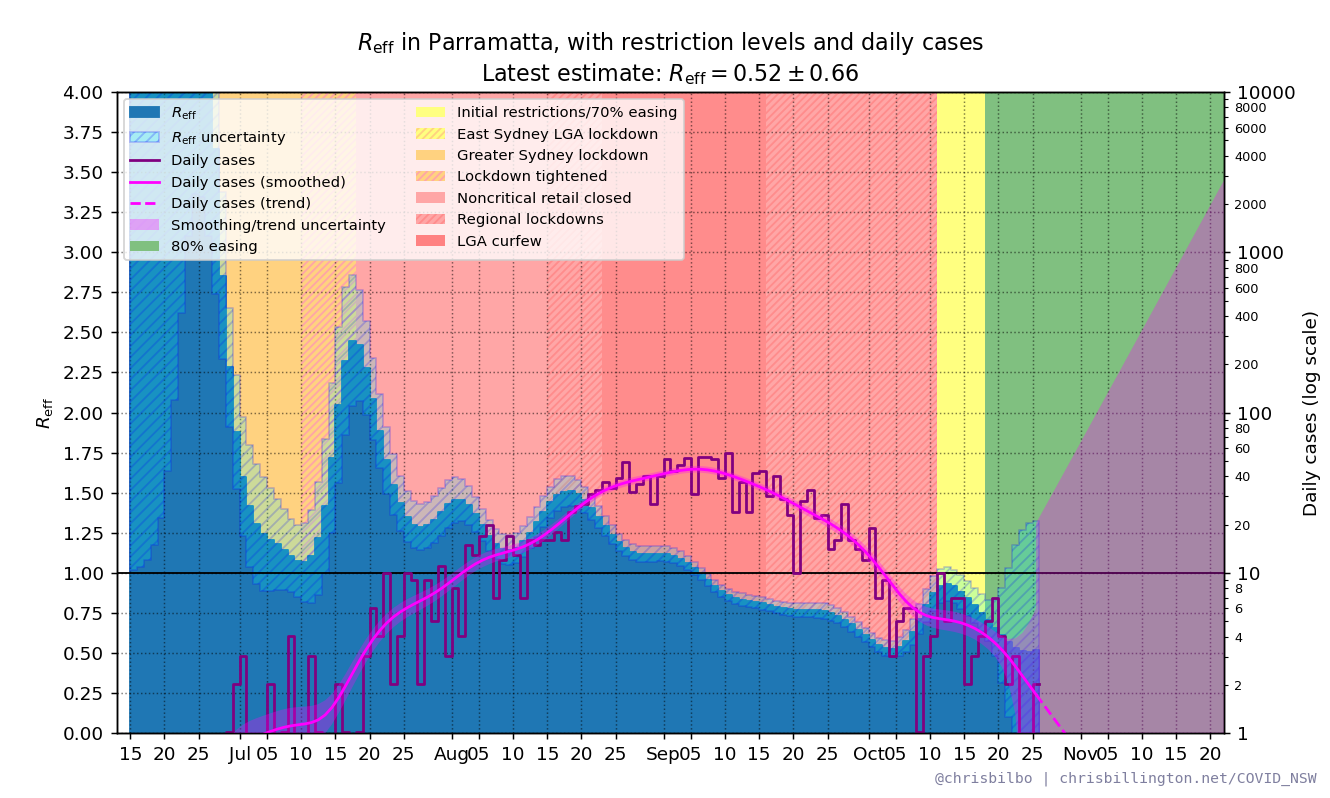 Reff in Parramatta, with restriction levels and daily cases
Latest estimate: Reff = 0.52 ± 0.66
4.00
3.75
3.50
3.25
3.00
2.75
2.50
2.25
2.00
1.75
1.50
1.25
1.00
0.75
0.50
0.25
0.00
Reff
Reff
Reff uncertainty
Daily cases
Daily cases (smoothed)
Daily cases (trend)
Smoothing/trend uncertainty
80% easing
Initial restrictions/70% easing
East Sydney LGA lockdown
Greater Sydney lockdown
Lockdown tightened
Noncritical retail closed
Regional lockdowns
LGA curfew
10000
8000
6000
4000
2000
1000
800
600
400
200
100
80
60
40
20
10
8
6
4
2
1
Daily cases (log scale)
15 20 25 Jul 05 10 15 20 25 Aug 05 10 15 20 25 Sep 05 10 15 20 25 Oct 05 10 15 20 25 Nov 05 10 15 20
@chrisbilbo | chrisbillington.net/COVID_NSW